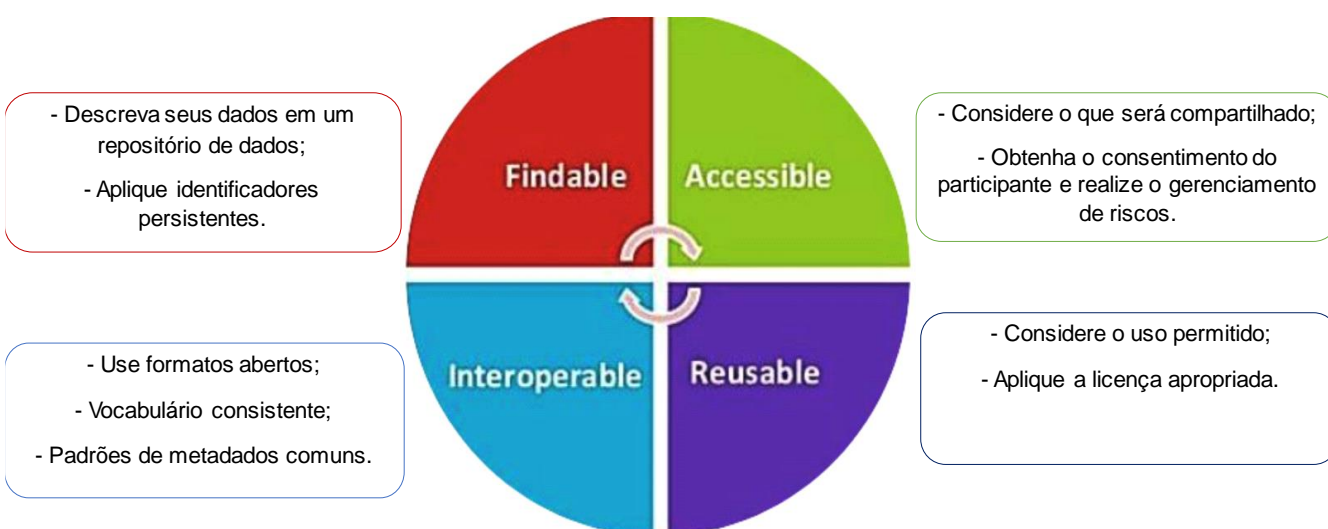 - Descreva seus dados em um
repositório de dados;
- Aplique identificadores
persistentes.
Findable
Accessible
- Considere o que será compartilhado;
- Obtenha o consentimento do
participante e realize o gerenciamento
de riscos.
- Use formatos abertos;
- Vocabulário consistente;
- Padrões de metadados comuns.
Interoperable
Reusable
- Considere o uso permitido;
- Aplique a licença apropriada.